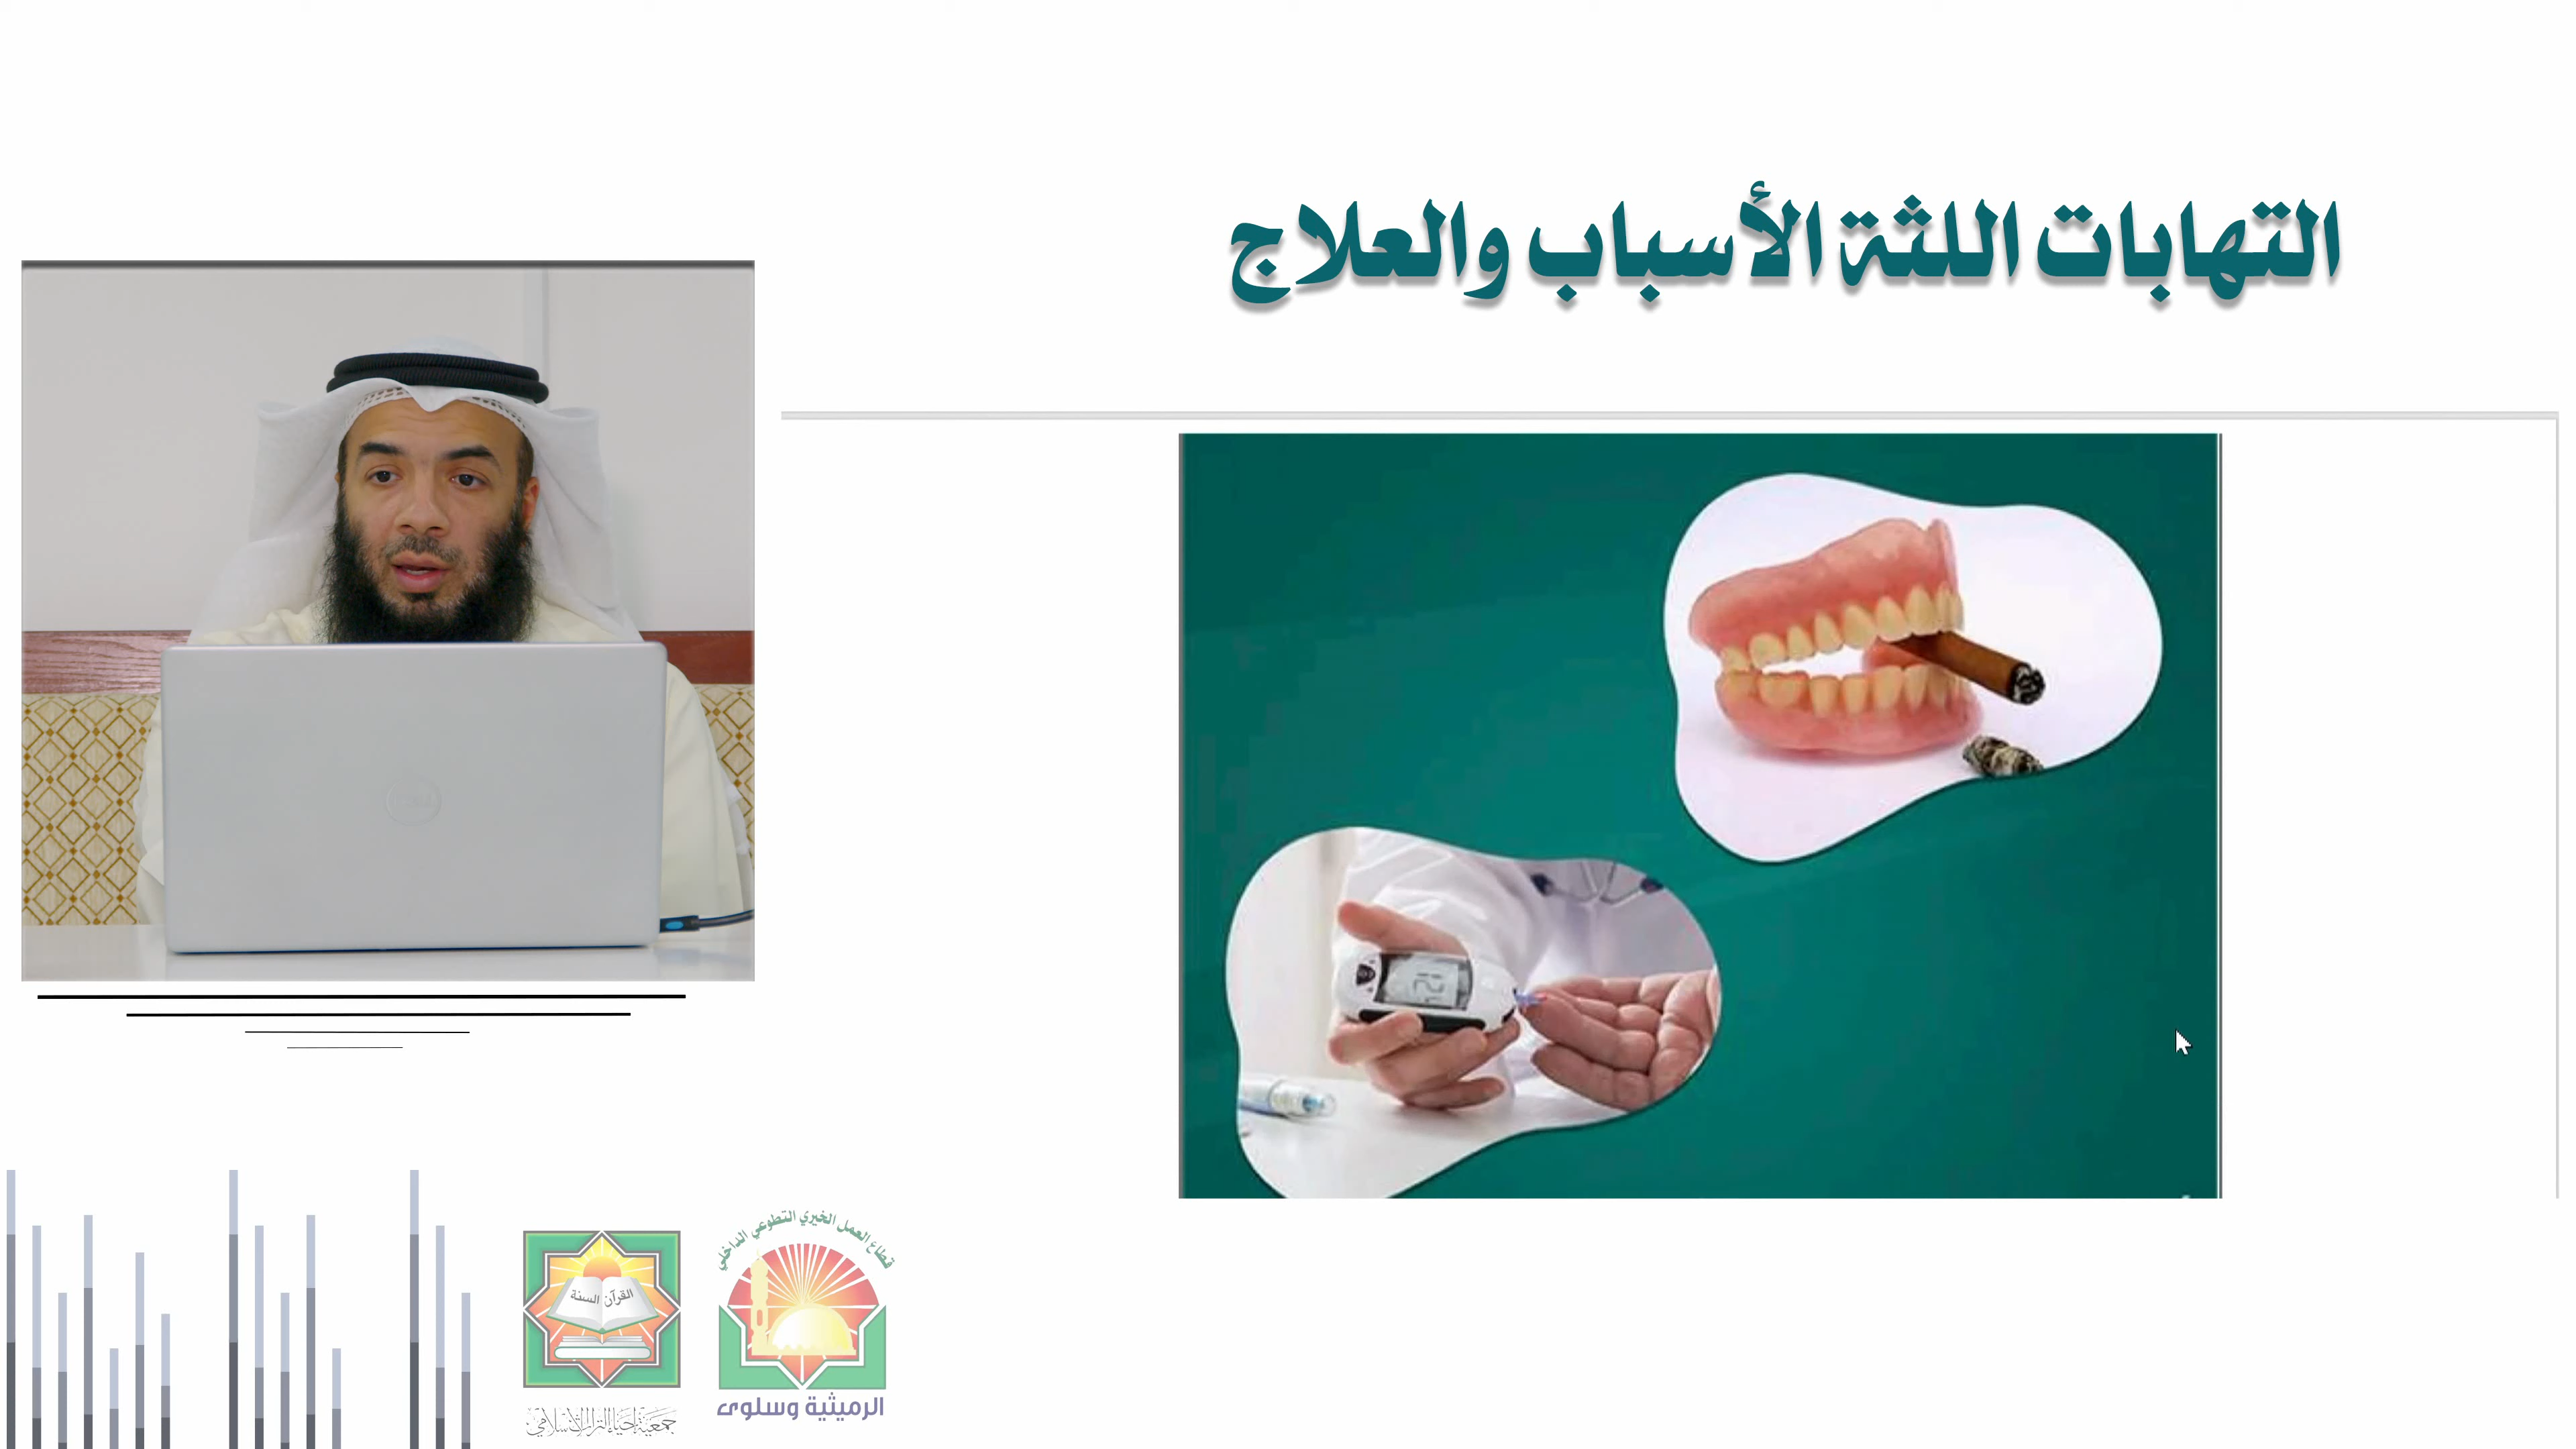 التهابات اللثة الأسباب والعلاج
قطاع العمل الخيري التطوعي الداخلي
القرآن السنة
جمعية إحياء التراث الإسلامي
الرميثية وسلوى